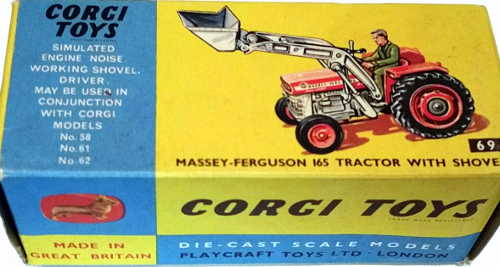 CORGI
TOYS
SIMULATED
ENGINE NOISE
WORKING SHOVEL.
DRIVER.
MAY BE USED IN
CONJUNCTION
WITH CORGI
MODELS
No. 58
No. 61
No. 62
69
MASSEY-FERGUSON 165 TRACTOR WITH SHOVE
CORGI TOYS
MADE IN
GREAT BRITAIN
DIE-CAST SCALE MODELS
PLAYCRAFT TOYS LTD · LONDON